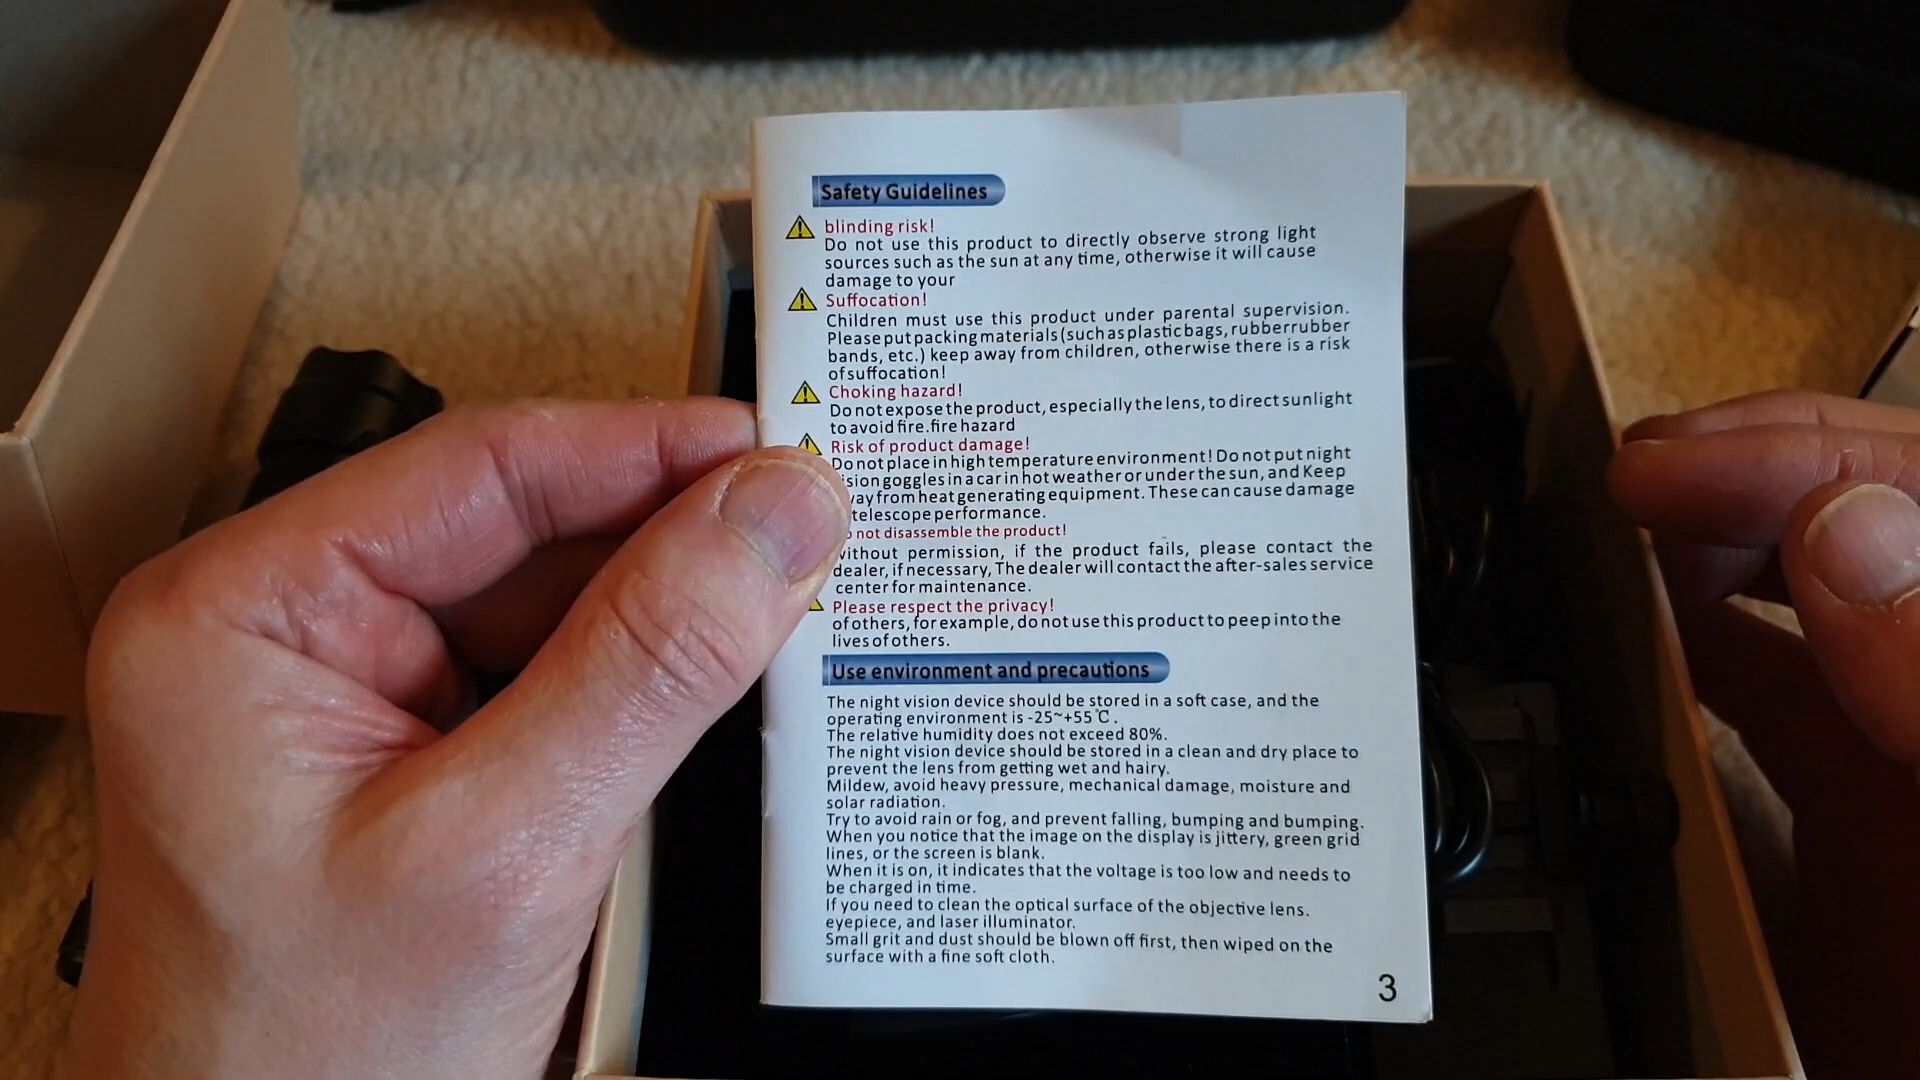 Safety Guidelines
blinding risk!
Do not use this product to directly observe strong light
sources such as the sun at any time, otherwise it will cause
damage to your
Suffocation!
Children must use this product under parental supervision.
Please put packing materials (such as plastic bags, rubberrubber
bands, etc.) keep away from children, otherwise there is a risk
of suffocation!
Choking hazard!
Do not expose the product, especially the lens, to direct sunlight
to avoid fire.fire hazard
Risk of product damage!
Do not place in high temperature environment! Do not put night
goggles in a car in hot weather or under the sun, and Keep
from heat generating equipment. These can cause damage
telescope performance.
not disassemble the product!
without permission, if the product fails, please contact the
dealer, if necessary, The dealer will contact the after-sales service
center for maintenance.
Please respect the privacy!
of others, for example, do not use this product to peep into the
lives of others.
Use environment and precautions
The night vision device should be stored in a soft case, and the
operating environment is -25~+55℃.
The relative humidity does not exceed 80%.
The night vision device should be stored in a clean and dry place to
prevent the lens from getting wet and hairy.
Mildew, avoid heavy pressure, mechanical damage, moisture and
solar radiation.
Try to avoid rain or fog, and prevent falling, bumping and bumping.
When you notice that the image on the display is jittery, green grid
lines, or the screen is blank.
When it is on, it indicates that the voltage is too low and needs to
be charged in time.
If you need to clean the optical surface of the objective lens.
eyepiece, and laser illuminator.
Small grit and dust should be blown off first, then wiped on the
surface with a fine soft cloth.
3